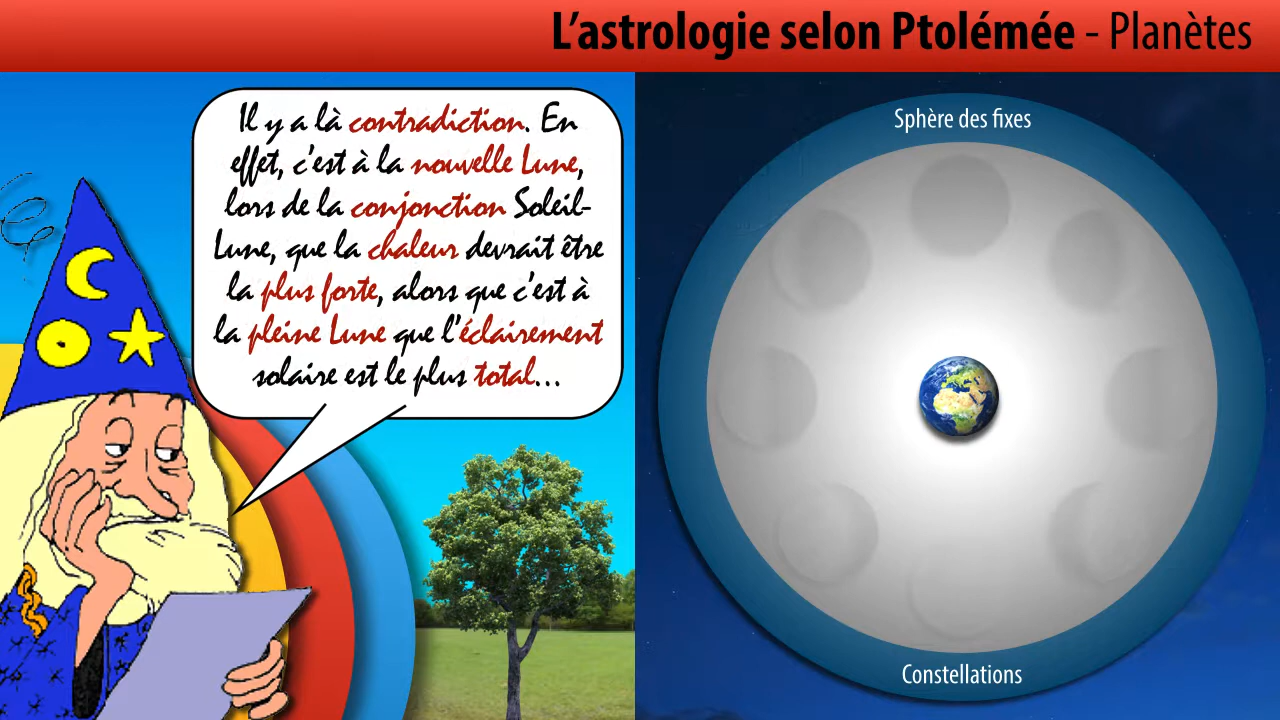 L'astrologie selon Ptolémée - Planètes
Il y a là contradiction. En
effet, c'est à la nouvelle Lune,
lors de la conjonction Soleil-
Lune, que la chaleur devrait être
la plus forte, alors que c'est à
la pleine Lune que l'éclairement
solaire est le plus total...
Sphère des fixes
Constellations